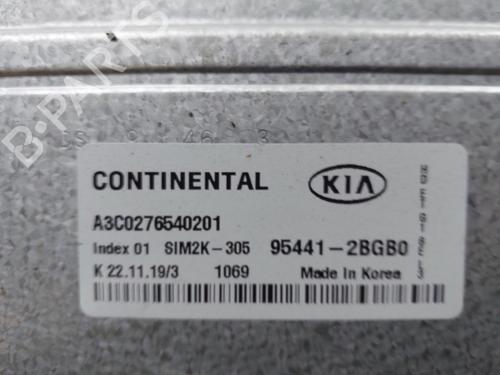 CONTINENTAL
KIA
A3C0276540201
Index 01 SIM2K-305 95441-2BGB0
K 22.11.19/3 1069 Made In Korea
B-PARTS